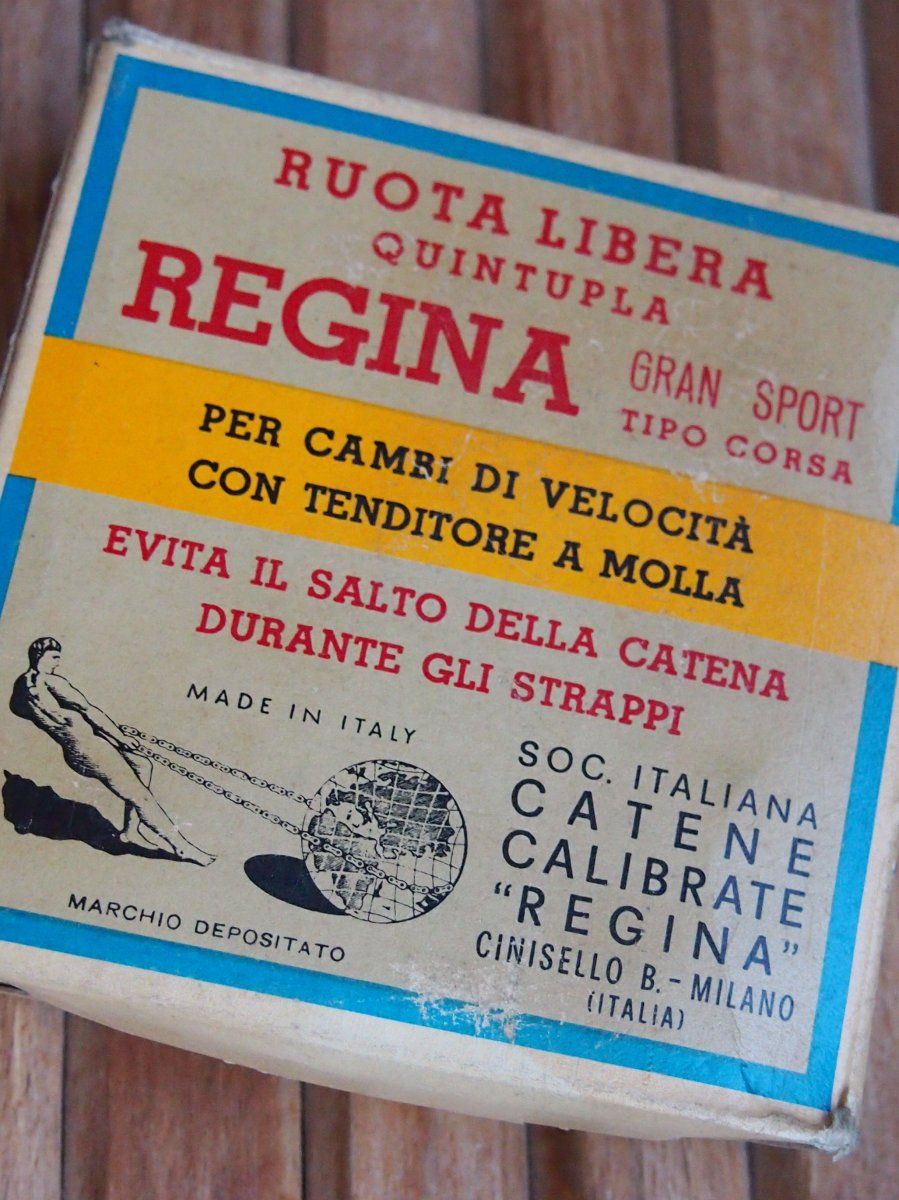 RUOTA LIBERA
QUINTUPLA
REGINA
GRAN SPORT
TIPO CORSA
PER CAMBI DI VELOCITÀ
CON TENDITORE A MOLLA
EVITA IL SALTO DELLA CATENA
DURANTE GLI STRAPPI
MADE IN ITALY
MARCHIO DEPOSITATO
SOC. ITALIANA
CATENE
CALIBRATE
“REGINA”
CINISELLO B.-MILANO
(ITALIA)